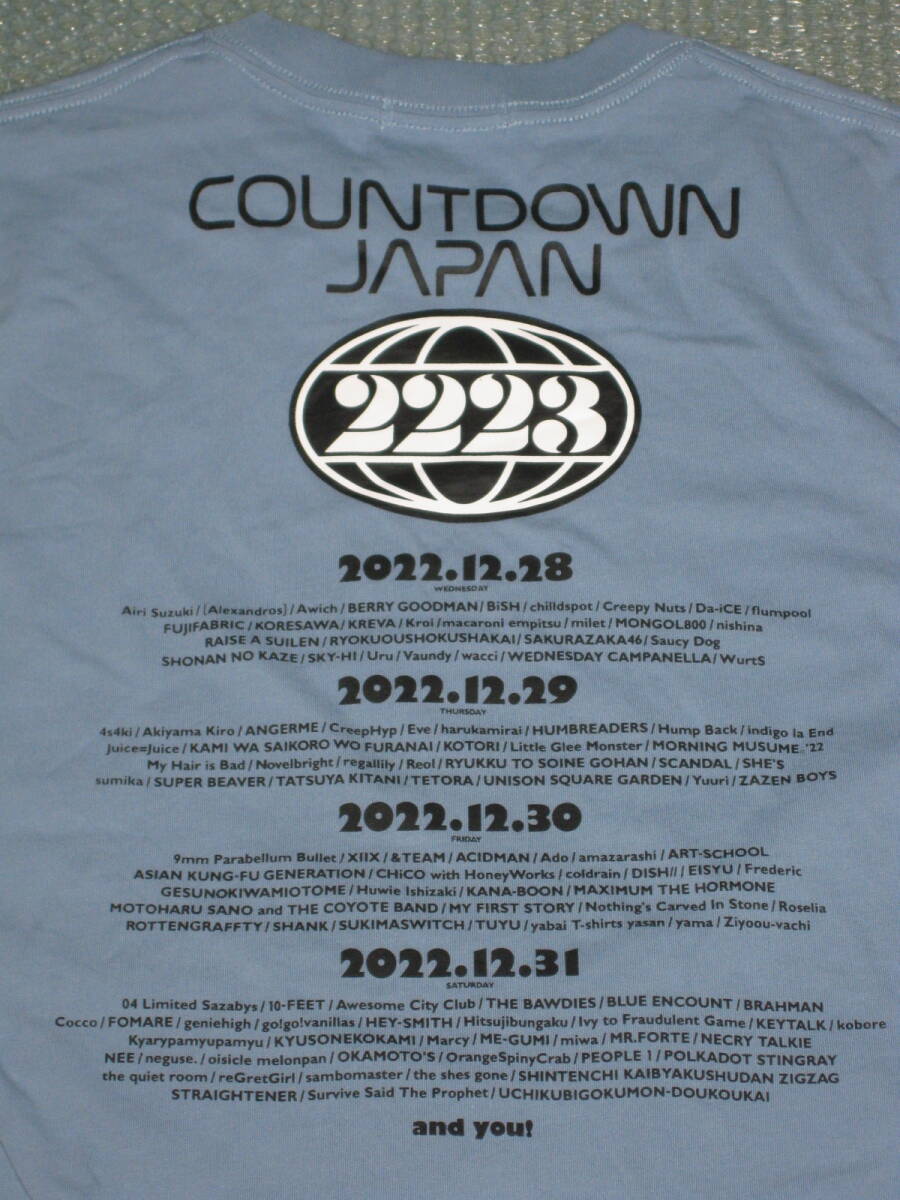 COUNTDOWN
JAPAN
2223
2022.12.28
WEDNESDAY
Airi Suzuki/[Alexandros]/Awich/BERRY GOODMAN/BiSH/chilldspot/Creepy Nuts/Da-iCE/flumpool
FUJIFABRIC/KORESAWA/KREVA/Kroi/macaroni empitsu/milet/MONGOL800/nishina
RAISE A SUILEN/RYOKUOUSHOKUSHAKAI/SAKURAZAKA46/Saucy Dog
SHONAN NO KAZE/SKY-HI/Uru/Vaundy/wacci/WEDNESDAY CAMPANELLA/WurtS
2022.12.29
THURSDAY
4s4ki/Akiyama Kiro/ANGERME/CreepHyp/Eve/harukamirai/HUMBREADERS/Hump Back/indigo la End
Juice=Juice/KAMI WA SAIKORO WO FURANAI/KOTORI/Little Glee Monster/MORNING MUSUME。'22
My Hair is Bad/Novelbright/regallily/Reol/RYUKKU TO SOINE GOHAN/SCANDAL/SHE'S
sumika/SUPER BEAVER/TATSUYA KITANI/TETORA/UNISON SQUARE GARDEN/Yuuri/ZAZEN BOYS
2022.12.30
FRIDAY
9mm Parabellum Bullet/XIIX/&TEAM/ACIDMAN/Ado/amazarashi/ART-SCHOOL
ASIAN KUNG-FU GENERATION/CHiCO with HoneyWorks/coldrain/DISH///EISYU/Frederic
GESUNOKIWAMIOTOME/Huwie Ishizaki/KANA-BOON/MAXIMUM THE HORMONE
MOTOHARU SANO and THE COYOTE BAND/MY FIRST STORY/Nothing's Carved In Stone/Roselia
ROTTENGRAFFTY/SHANK/SUKIMASWITCH/TUYU/yabai T-shirts yasan/yama/Ziyoou-vachi
2022.12.31
SATURDAY
04 Limited Sazabys/10-FEET/Awesome City Club/THE BAWDIES/BLUE ENCOUNT/BRAHMAN
Cocco/FOMARE/geniehigh/go!go!vanillas/HEY-SMITH/Hitsujibungaku/Ivy to Fraudulent Game/KEYTALK/kobore
Kyarypamyupamyu/KYUSONEKOKAMI/Marcy/ME-GUMI/miwa/MR.FORTE/NECRY TALKIE
NEE/neguse./oisicle melonpan/OKAMOTO'S/OrangeSpinyCrab/PEOPLE 1/POLKADOT STINGRAY
the quiet room/reGretGirl/sambomaster/the shes gone/SHINTENCHI KAIBYAKUSHUDAN ZIGZAG
STRAIGHTENER/Survive Said The Prophet/UCHIKUBIGOKUMON-DOUKOUKAI
and you!